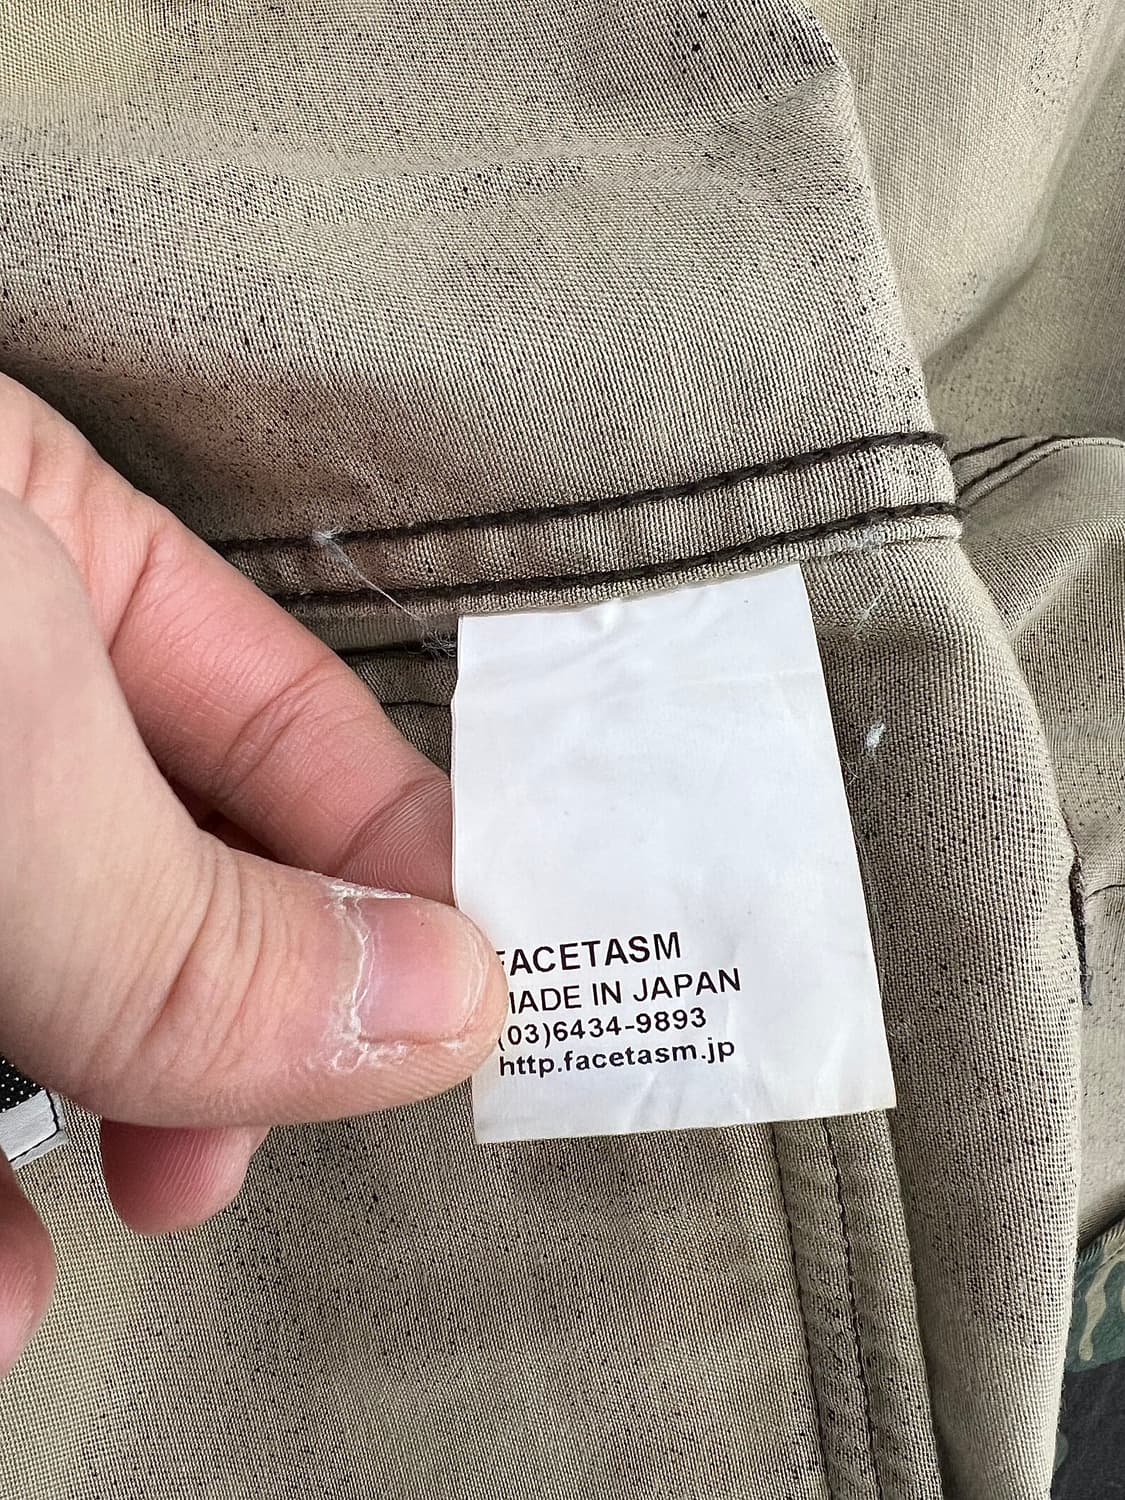 FACETASM
MADE IN JAPAN
(03)6434-9893
http.facetasm.jp